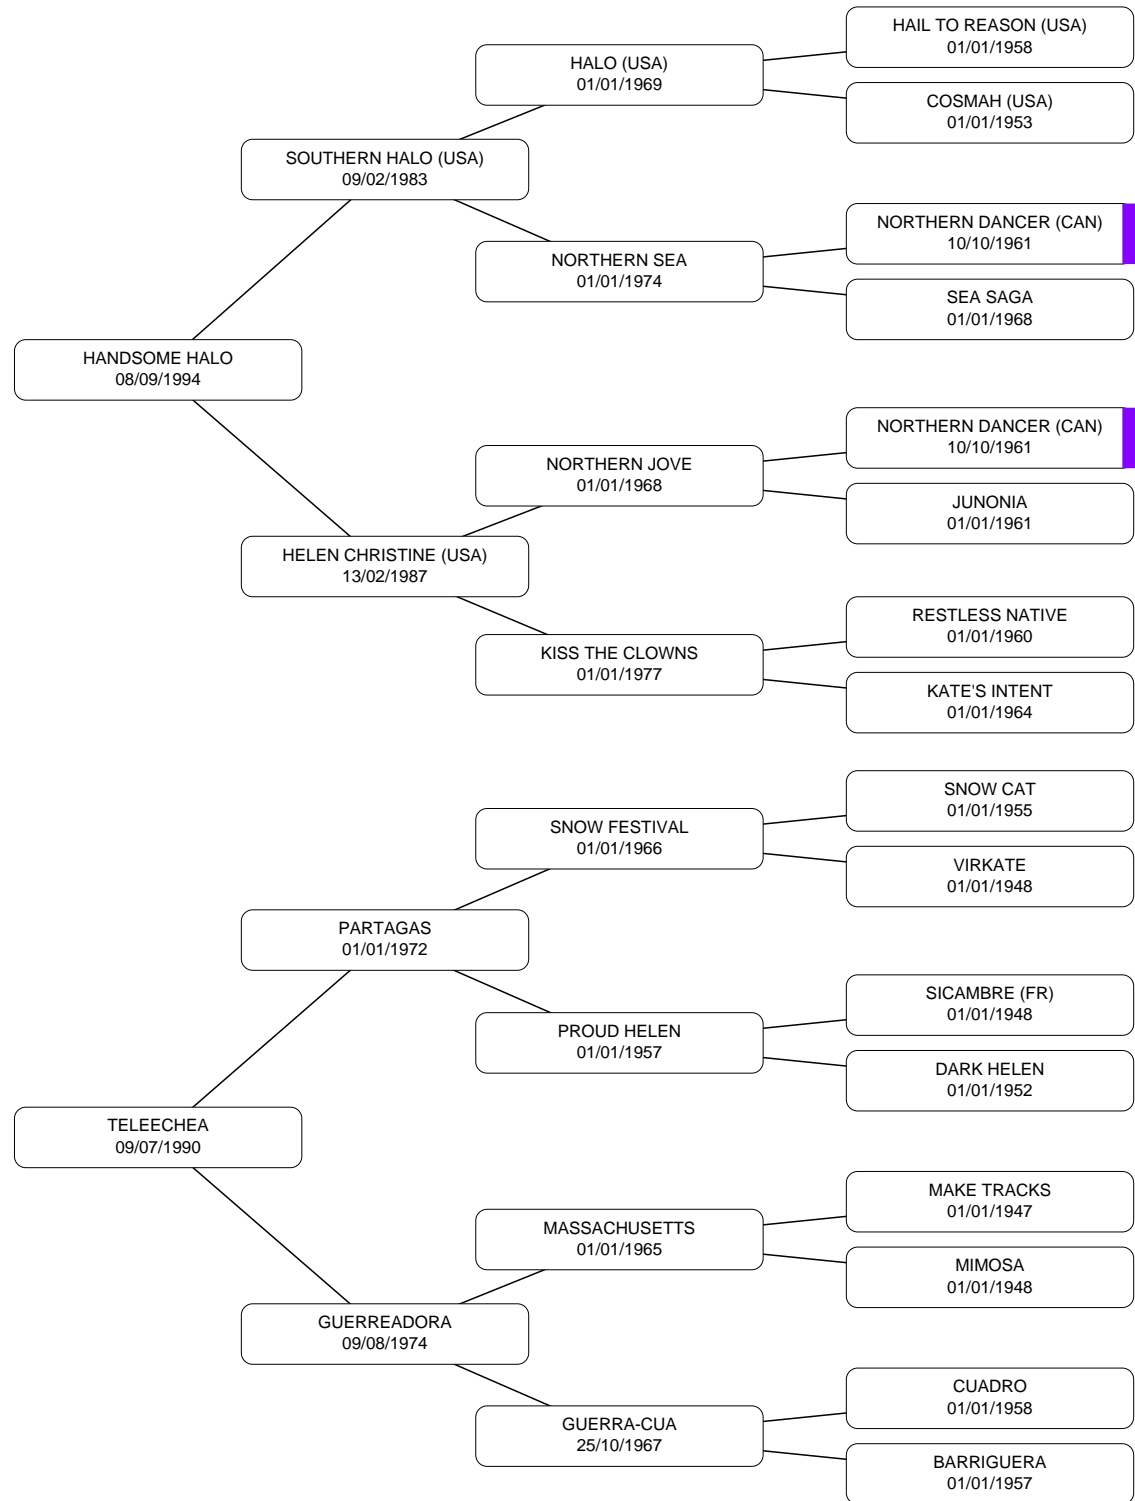 HAIL TO REASON (USA)
01/01/1958
HALO (USA)
01/01/1969
COSMAH (USA)
01/01/1953
SOUTHERN HALO (USA)
09/02/1983
NORTHERN DANCER (CAN)
10/10/1961
NORTHERN SEA
01/01/1974
SEA SAGA
01/01/1968
HANDSOME HALO
08/09/1994
NORTHERN DANCER (CAN)
10/10/1961
NORTHERN JOVE
01/01/1968
JUNONIA
01/01/1961
HELEN CHRISTINE (USA)
13/02/1987
RESTLESS NATIVE
01/01/1960
KISS THE CLOWNS
01/01/1977
KATE'S INTENT
01/01/1964
SNOW CAT
01/01/1955
SNOW FESTIVAL
01/01/1966
VIRKATE
01/01/1948
PARTAGAS
01/01/1972
SICAMBRE (FR)
01/01/1948
PROUD HELEN
01/01/1957
DARK HELEN
01/01/1952
TELEECHEA
09/07/1990
MAKE TRACKS
01/01/1947
MASSACHUSETTS
01/01/1965
MIMOSA
01/01/1948
GUERREADORA
09/08/1974
CUADRO
01/01/1958
GUERRA-CUA
25/10/1967
BARRIGUERA
01/01/1957